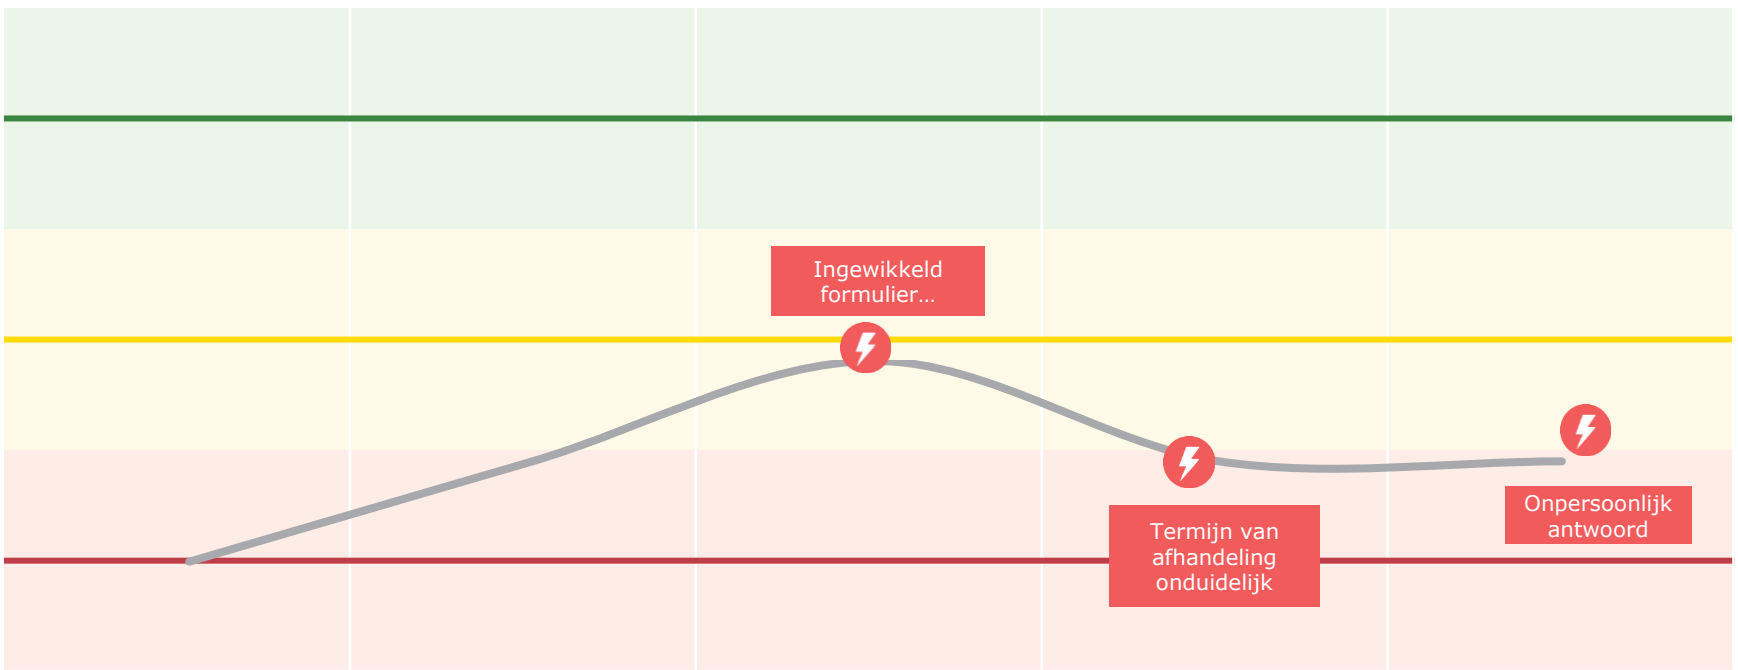 Ingewikkeld
formulier...
Termijn van
afhandeling
onduidelijk
Onpersoonlijk
antwoord